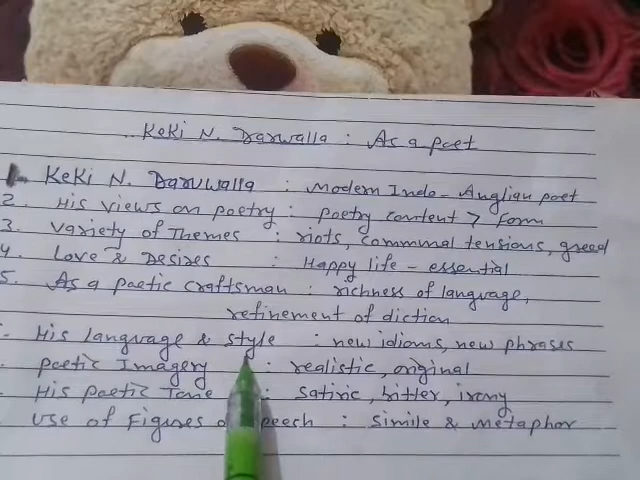 Keki N. Daruwalla : As a poet
1. Keki N. Daruwalla : Modern Indo - Anglian poet
2. His views on poetry : poetry content > form
3. Variety of Themes : riots, communal tensions, greed
4. Love & Desires : Happy life - essential
5. As a poetic craftsman : richness of language,
refinement of diction
His language & style : new idioms, new phrases
Poetic Imagery : realistic, original
His Poetic Tone : satiric, bitter, irony
Use of Figures peech : simile & metaphor